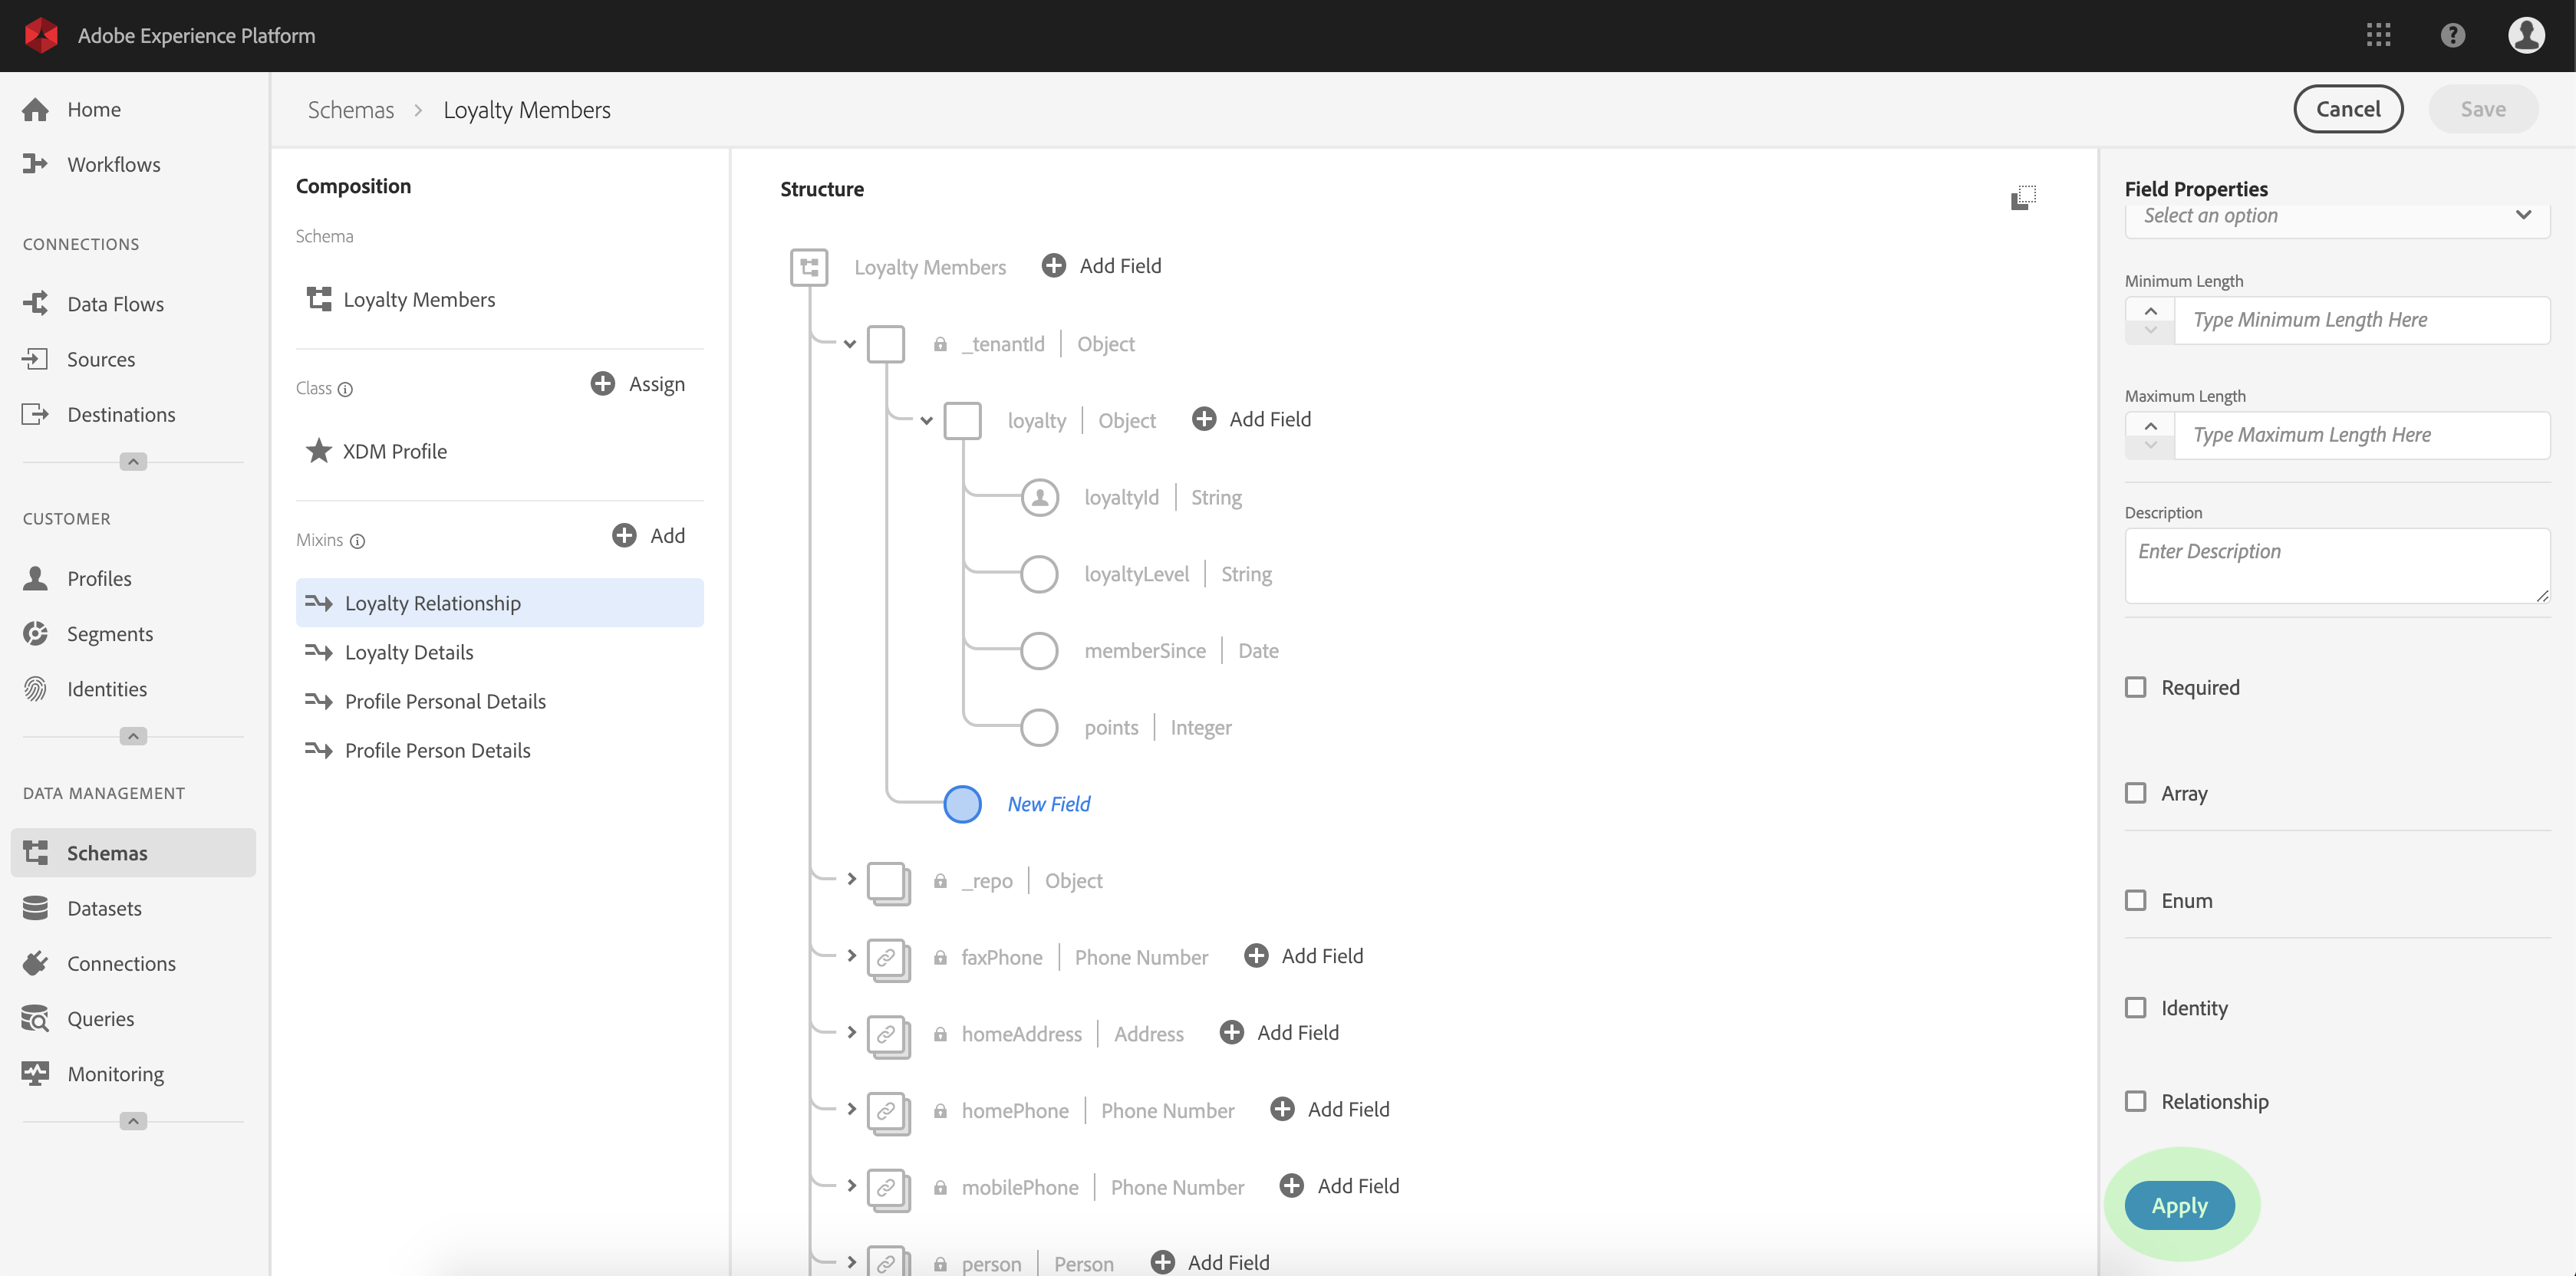 Adobe Experience Platform
Home
Workflows
CONNECTIONS
Data Flows
Sources
Destinations
CUSTOMER
Profiles
Segments
Identities
DATA MANAGEMENT
Schemas
Datasets
Connections
Queries
Monitoring
Schemas > Loyalty Members
Cancel
Save
Composition
Schema
Loyalty Members
Class
Assign
XDM Profile
Mixins
Add
Loyalty Relationship
Loyalty Details
Profile Personal Details
Profile Person Details
Structure
Loyalty Members Add Field
_tenantId | Object
loyalty | Object Add Field
loyaltyId | String
loyaltyLevel | String
memberSince | Date
points | Integer
New Field
_repo | Object
faxPhone | Phone Number Add Field
homeAddress | Address Add Field
homePhone | Phone Number Add Field
mobilePhone | Phone Number Add Field
person | Person Add Field
Field Properties
Select an option
Minimum Length
Type Minimum Length Here
Maximum Length
Type Maximum Length Here
Description
Enter Description
Required
Array
Enum
Identity
Relationship
Apply